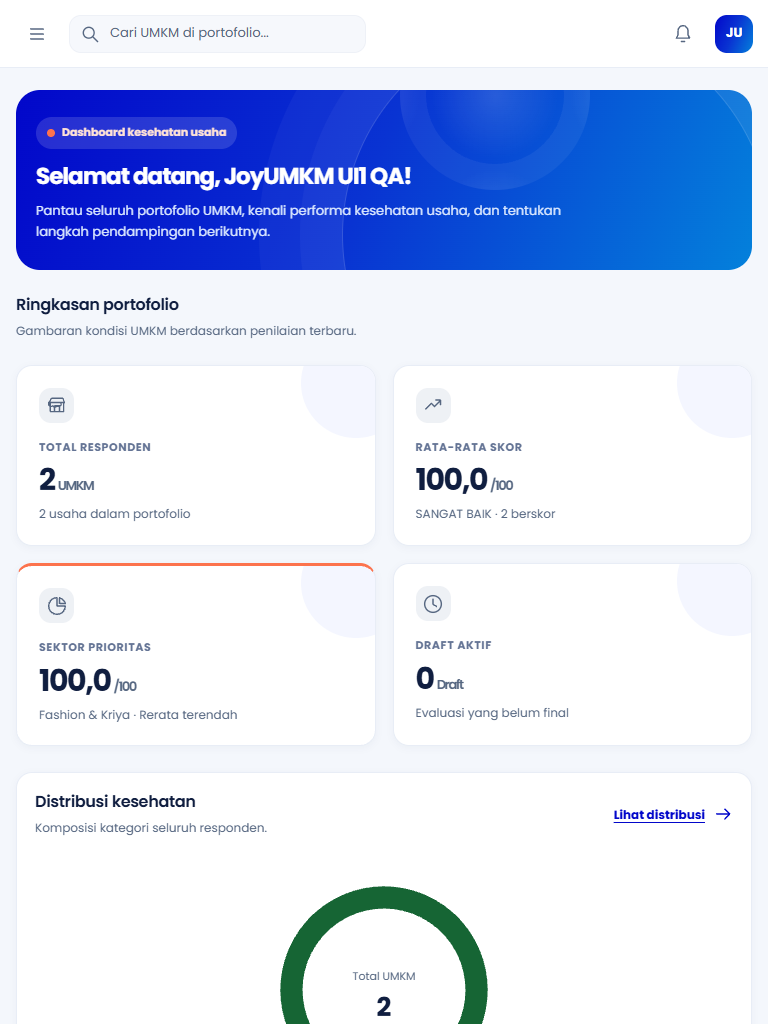 Cari UMKM di portofolio...
JU
Dashboard kesehatan usaha
Selamat datang, JoyUMKM UI1 QA!
Pantau seluruh portofolio UMKM, kenali performa kesehatan usaha, dan tentukan
langkah pendampingan berikutnya.
Ringkasan portofolio
Gambaran kondisi UMKM berdasarkan penilaian terbaru.
TOTAL RESPONDEN
2 UMKM
2 usaha dalam portofolio
RATA-RATA SKOR
100,0 /100
SANGAT BAIK · 2 berskor
SEKTOR PRIORITAS
100,0 /100
Fashion & Kriya · Rerata terendah
DRAFT AKTIF
0 Draft
Evaluasi yang belum final
Distribusi kesehatan
Komposisi kategori seluruh responden.
Lihat distribusi
Total UMKM
2